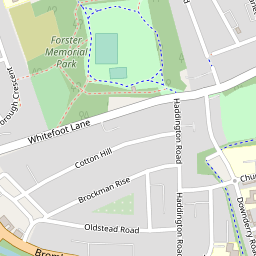 Forster
Memorial
Park
Whitefoot Lane
Haddington Road
Cotton Hill
Brockman Rise
Oldstead Road
Haddington Road
Downderry Road